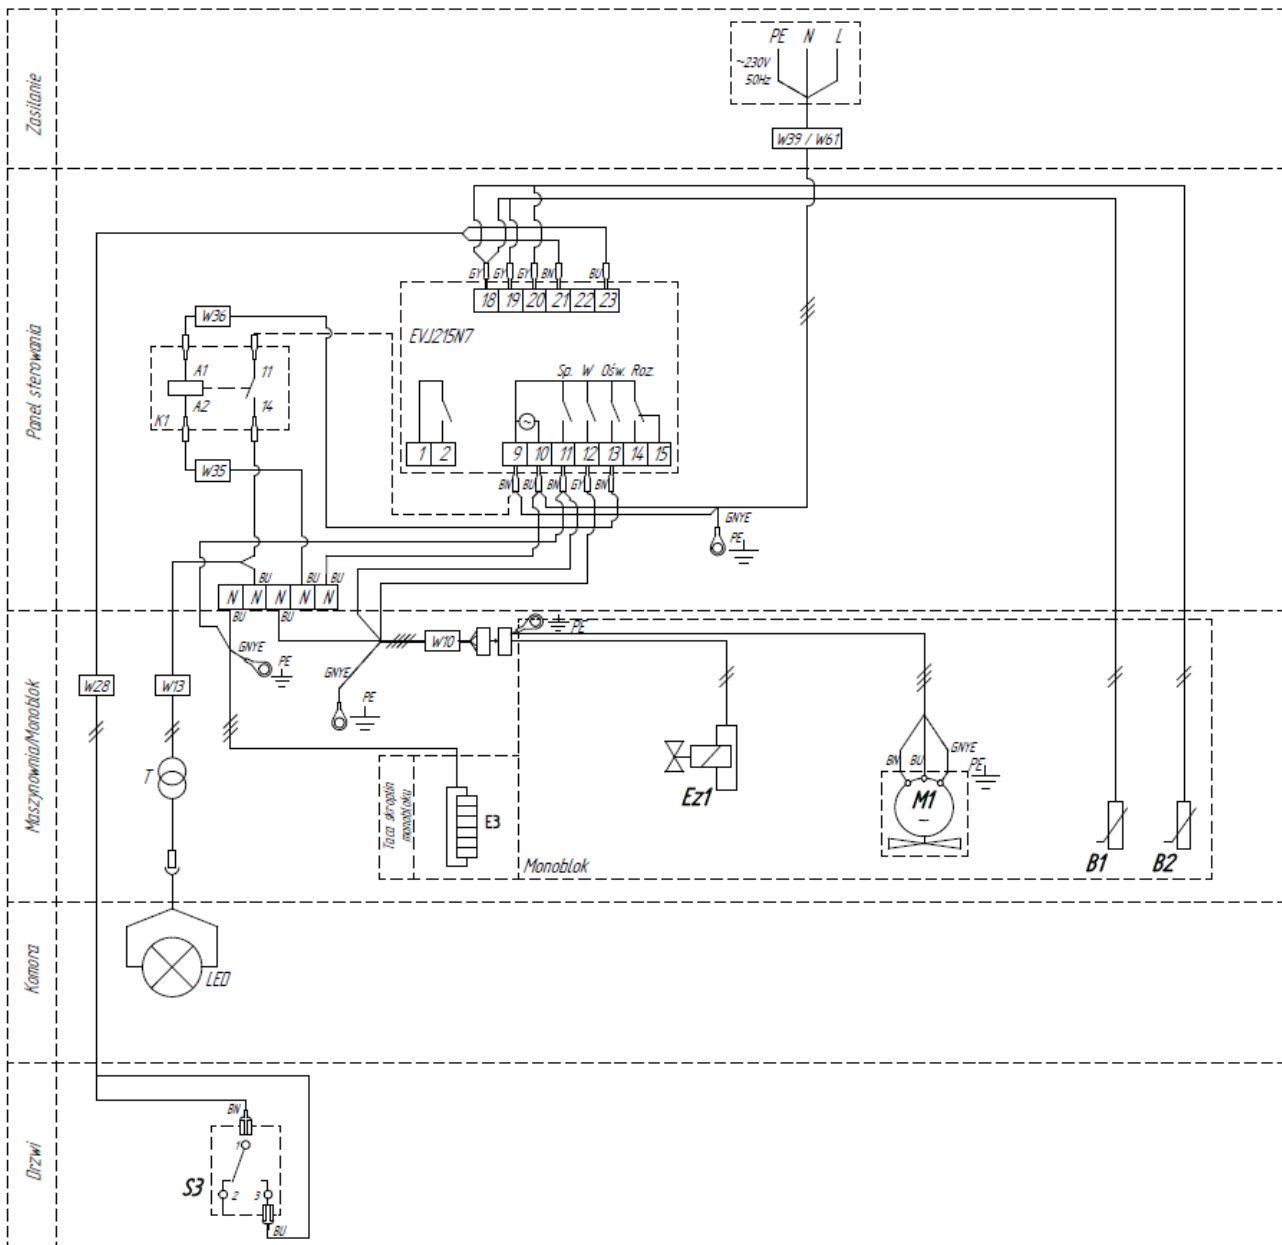 Zasilanie
PE N L
~230V
50Hz
W39 / W61
Panel sterowania
GY GY GY BN BU
18 19 20 21 22 23
EVJ215N7
W36
A1 11
A2 14
K1
W35
Sp. W Ośw. Roz.
1 2
9 10 11 12 13 14 15
BN BU BN GY BN
GNYE
PE
BU BU BU
N N N N N
BU BU
Maszynownia/Monoblok
GNYE
PE
GNYE
PE
W10
PE
W28
W13
T
Taca skroplin
monobloku
E3
Monoblok
Ez1
BN BU GNYE
PE
M1
B1
B2
Komora
LED
Drzwi
BN
1
S3
2 3
BU